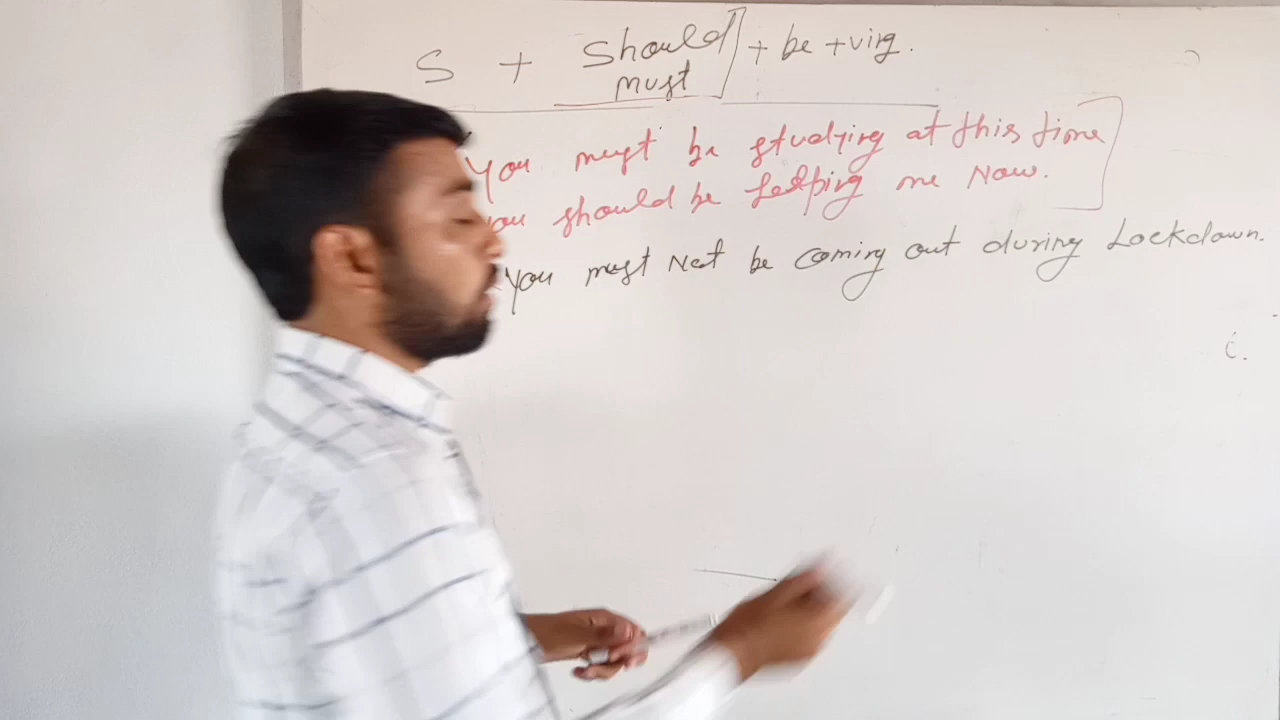 S + Should + be + ving.
must
You must be studying at this time
You should be helping me Now.
You must Not be Coming out during Lockdown.